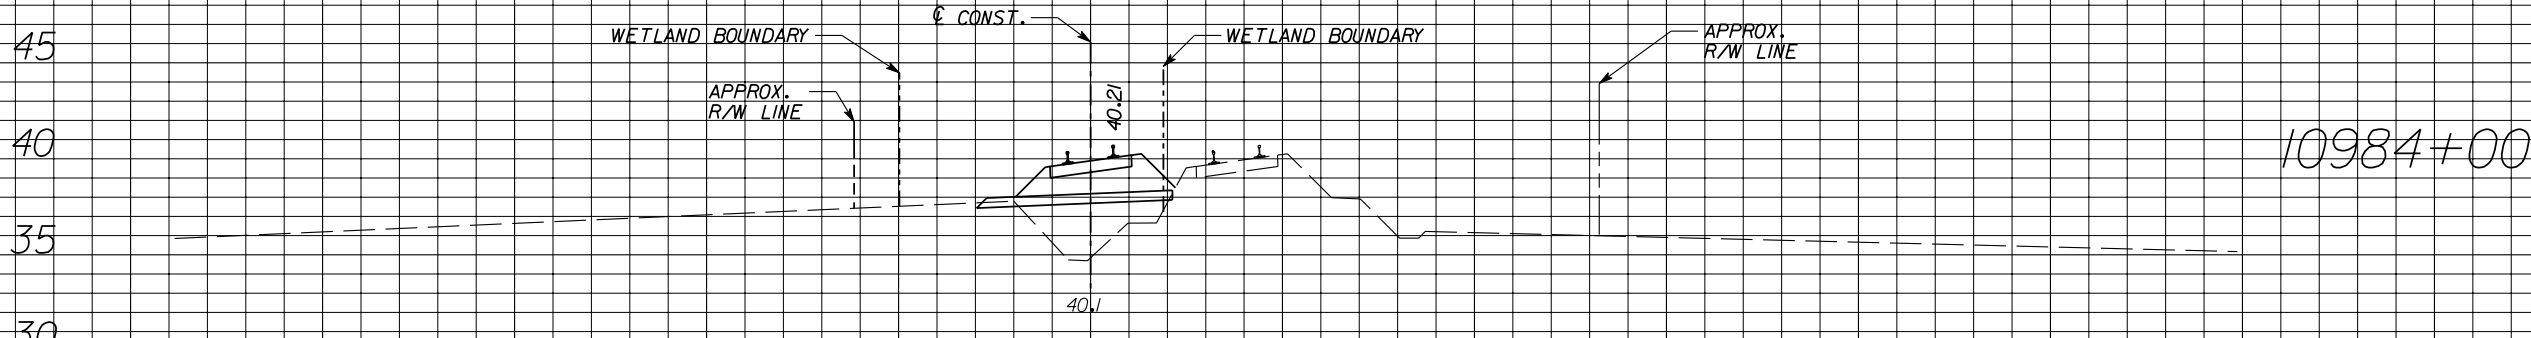 ℄ CONST.
45
WETLAND BOUNDARY
WETLAND BOUNDARY
APPROX.
R/W LINE
APPROX.
R/W LINE
40.21
40
10984+00
35
40.1
30